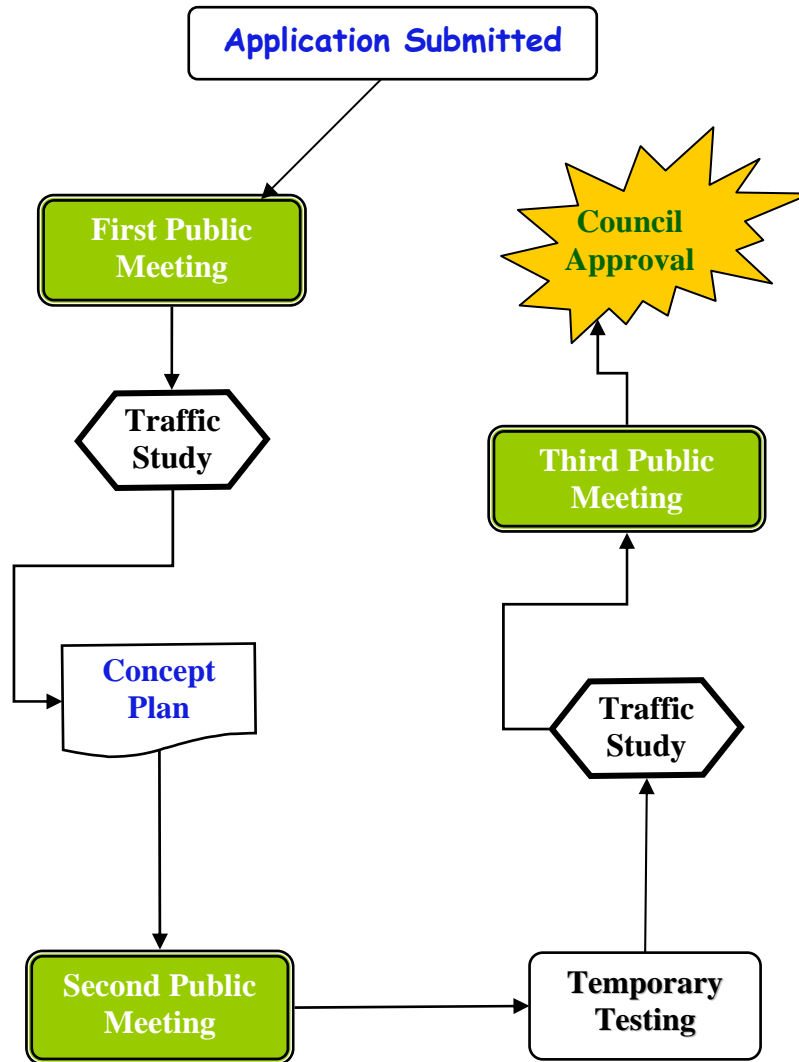 Application Submitted
First Public
Meeting
Traffic
Study
Concept
Plan
Second Public
Meeting
Temporary
Testing
Traffic
Study
Third Public
Meeting
Council
Approval